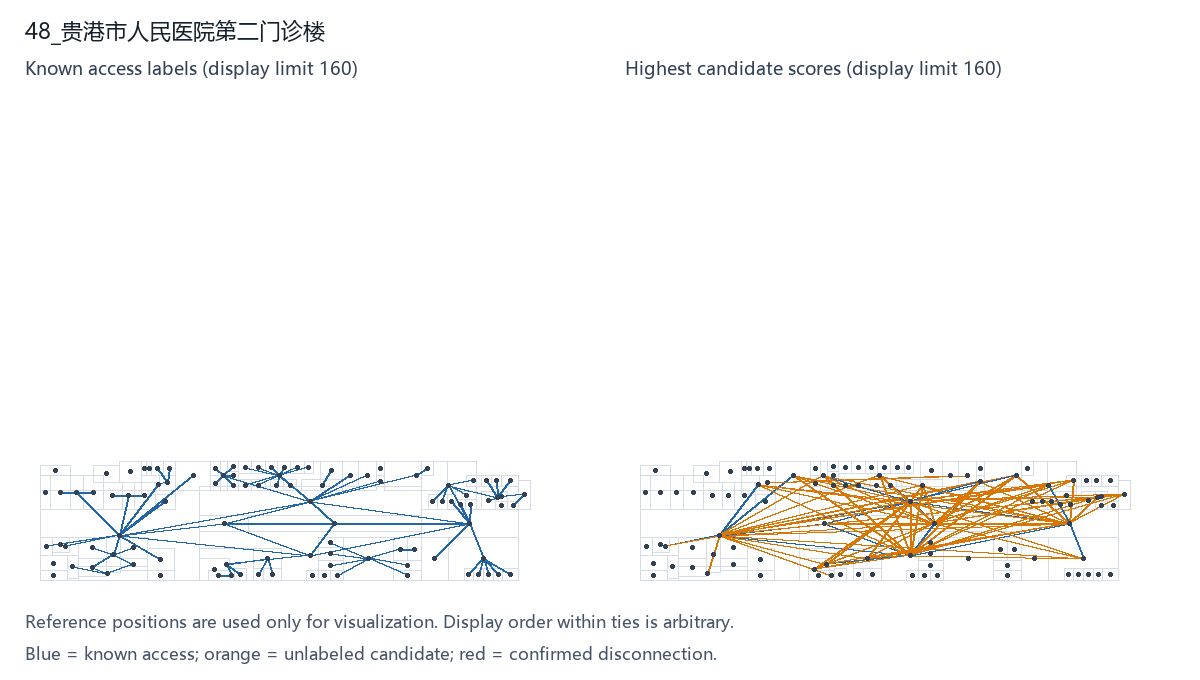 48_贵港市人民医院第二门诊楼
Known access labels (display limit 160)
Highest candidate scores (display limit 160)
Reference positions are used only for visualization. Display order within ties is arbitrary.
Blue = known access; orange = unlabeled candidate; red = confirmed disconnection.